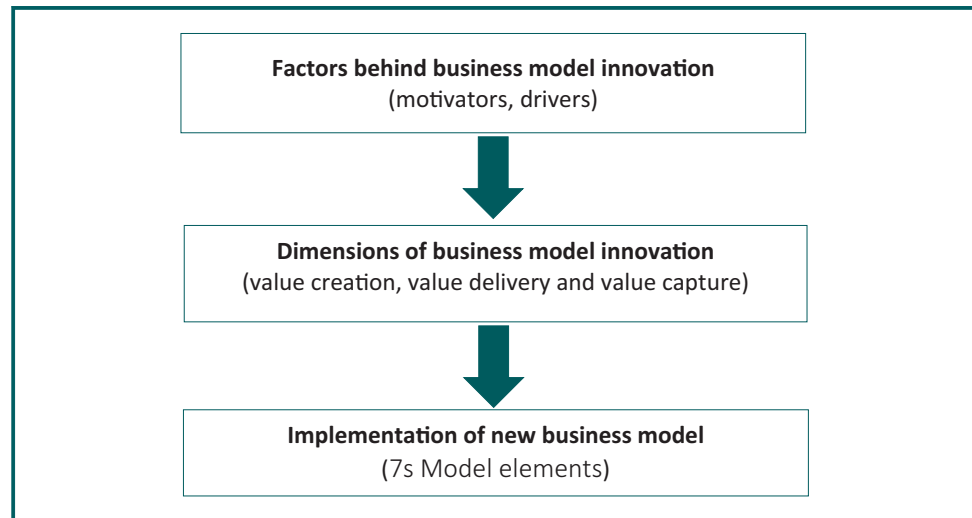 Factors behind business model innovation
(motivators, drivers)
Dimensions of business model innovation
(value creation, value delivery and value capture)
Implementation of new business model
(7s Model elements)